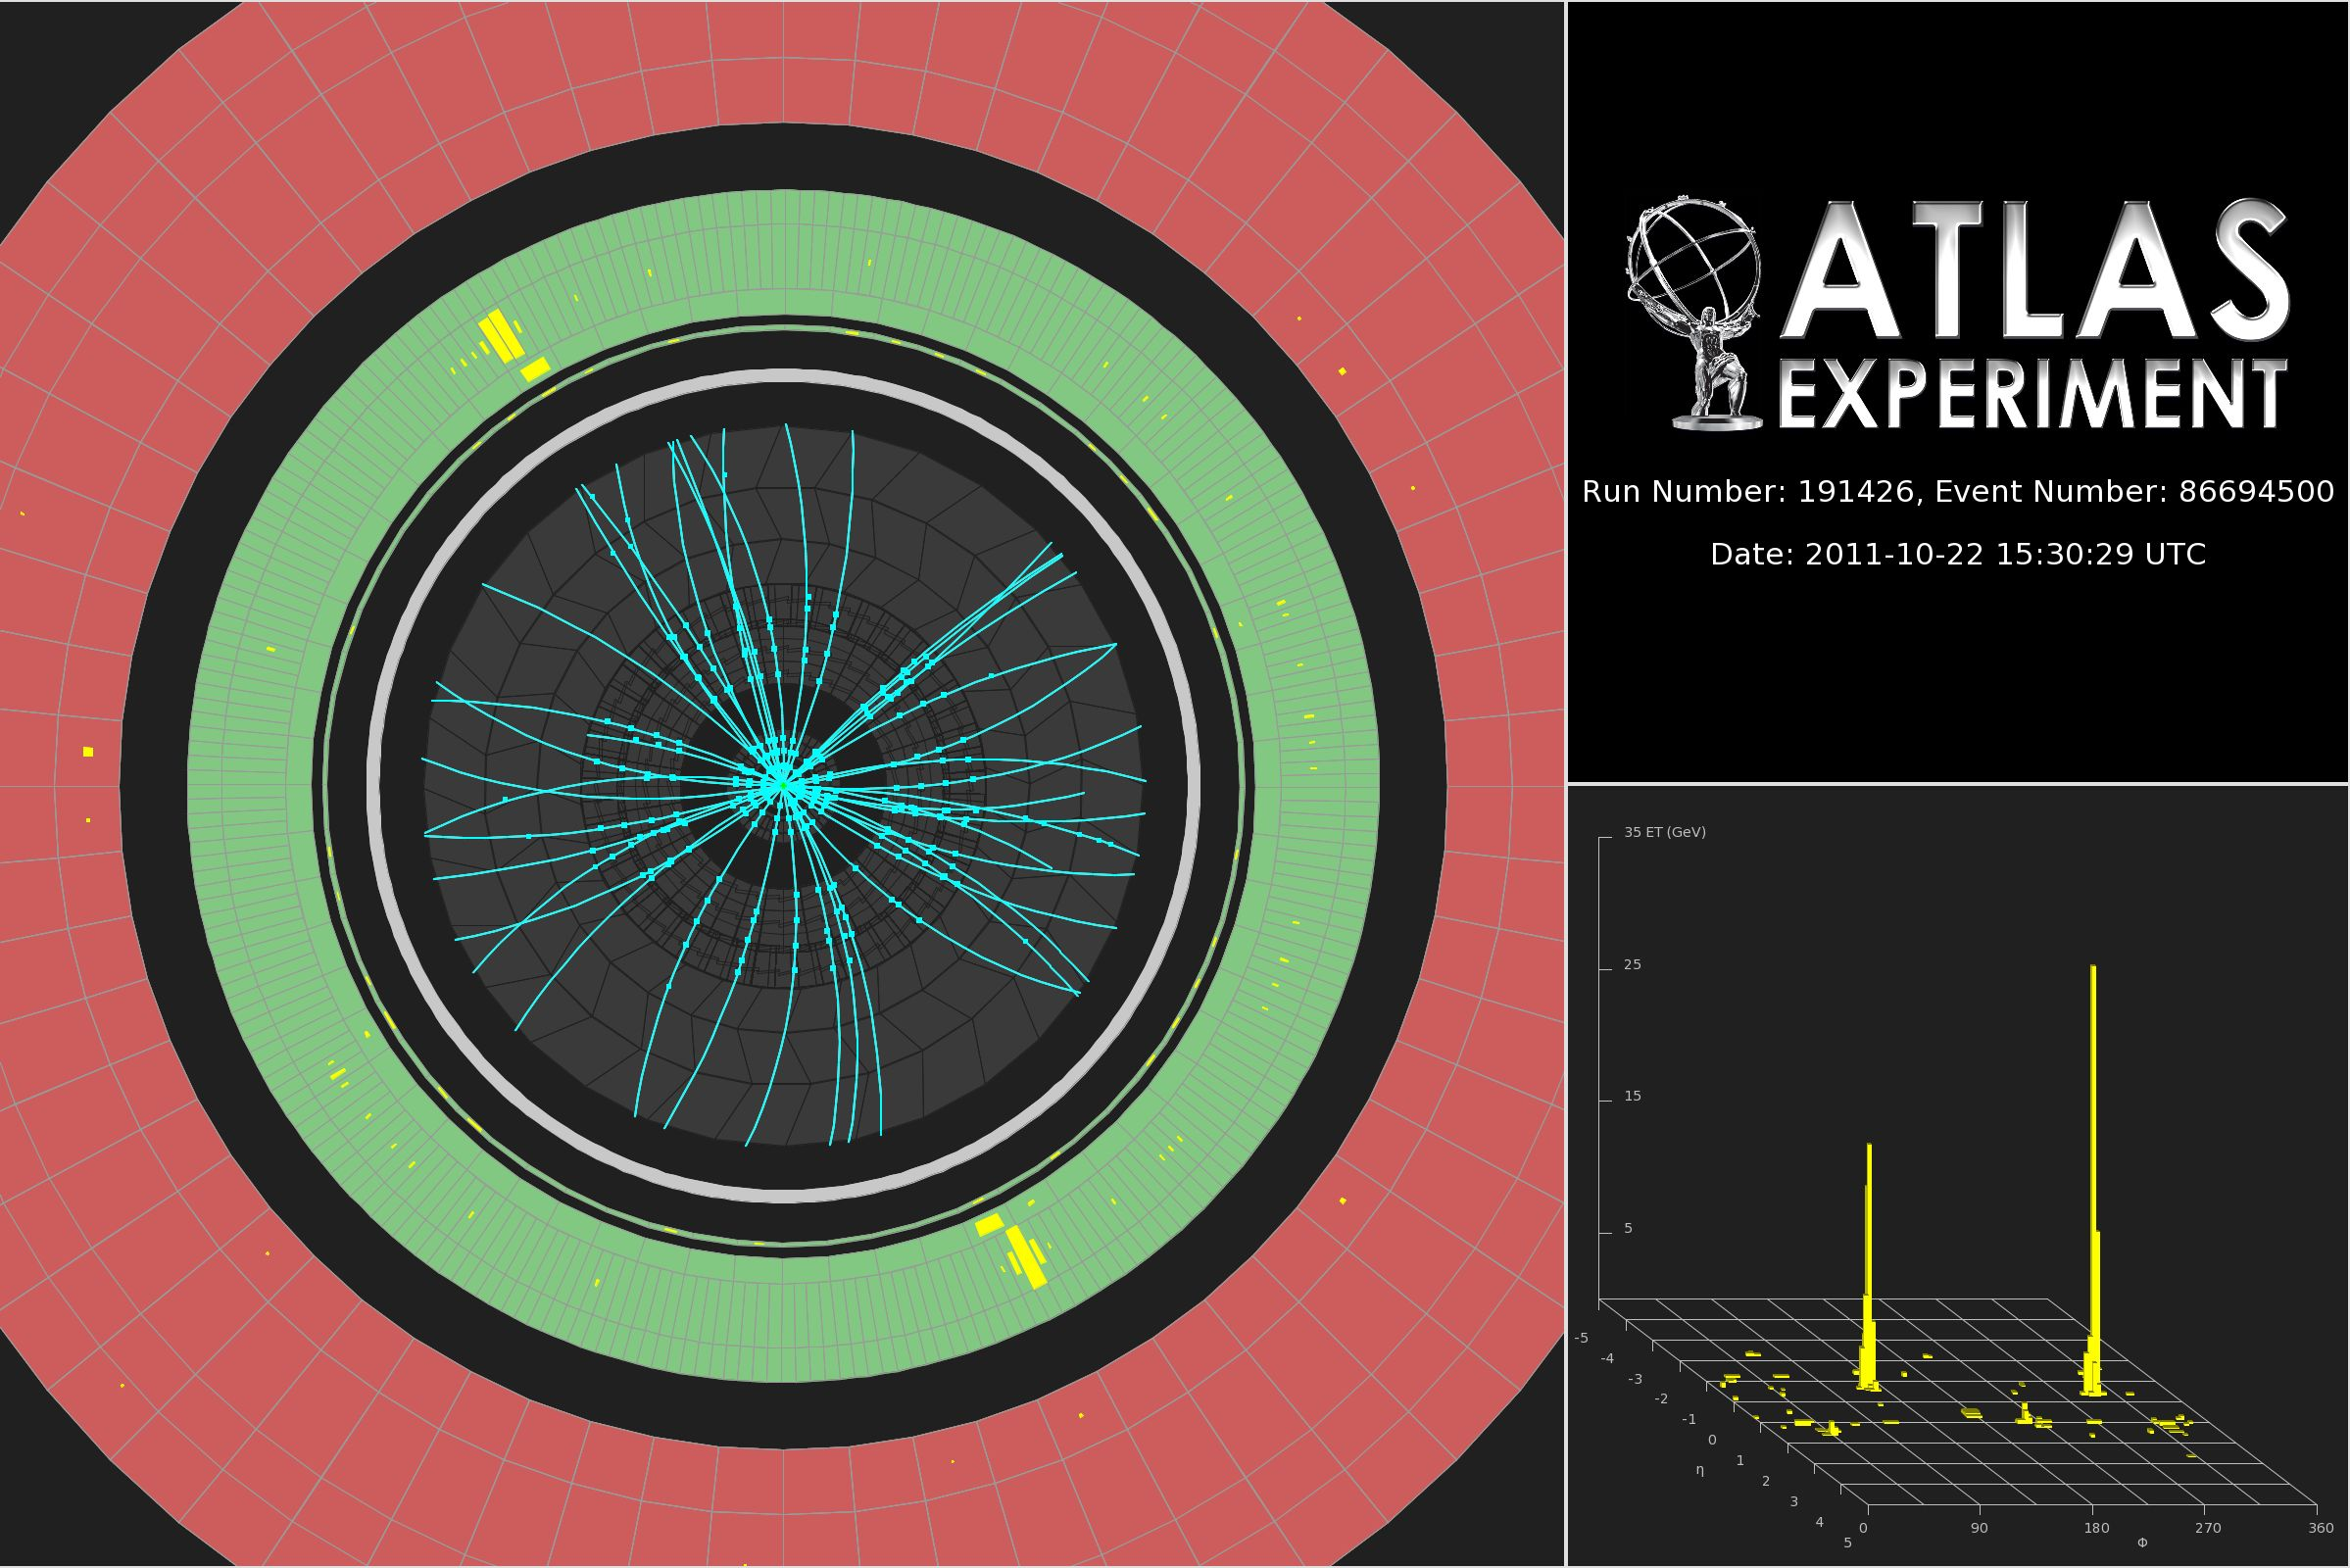 ATLAS
EXPERIMENT
Run Number: 191426, Event Number: 86694500
Date: 2011-10-22 15:30:29 UTC
35 ET (GeV)
25
15
5
-5
-4
-3
-2
-1
0
1
2
3
4
5
η
0
90
180
270
360
Φ